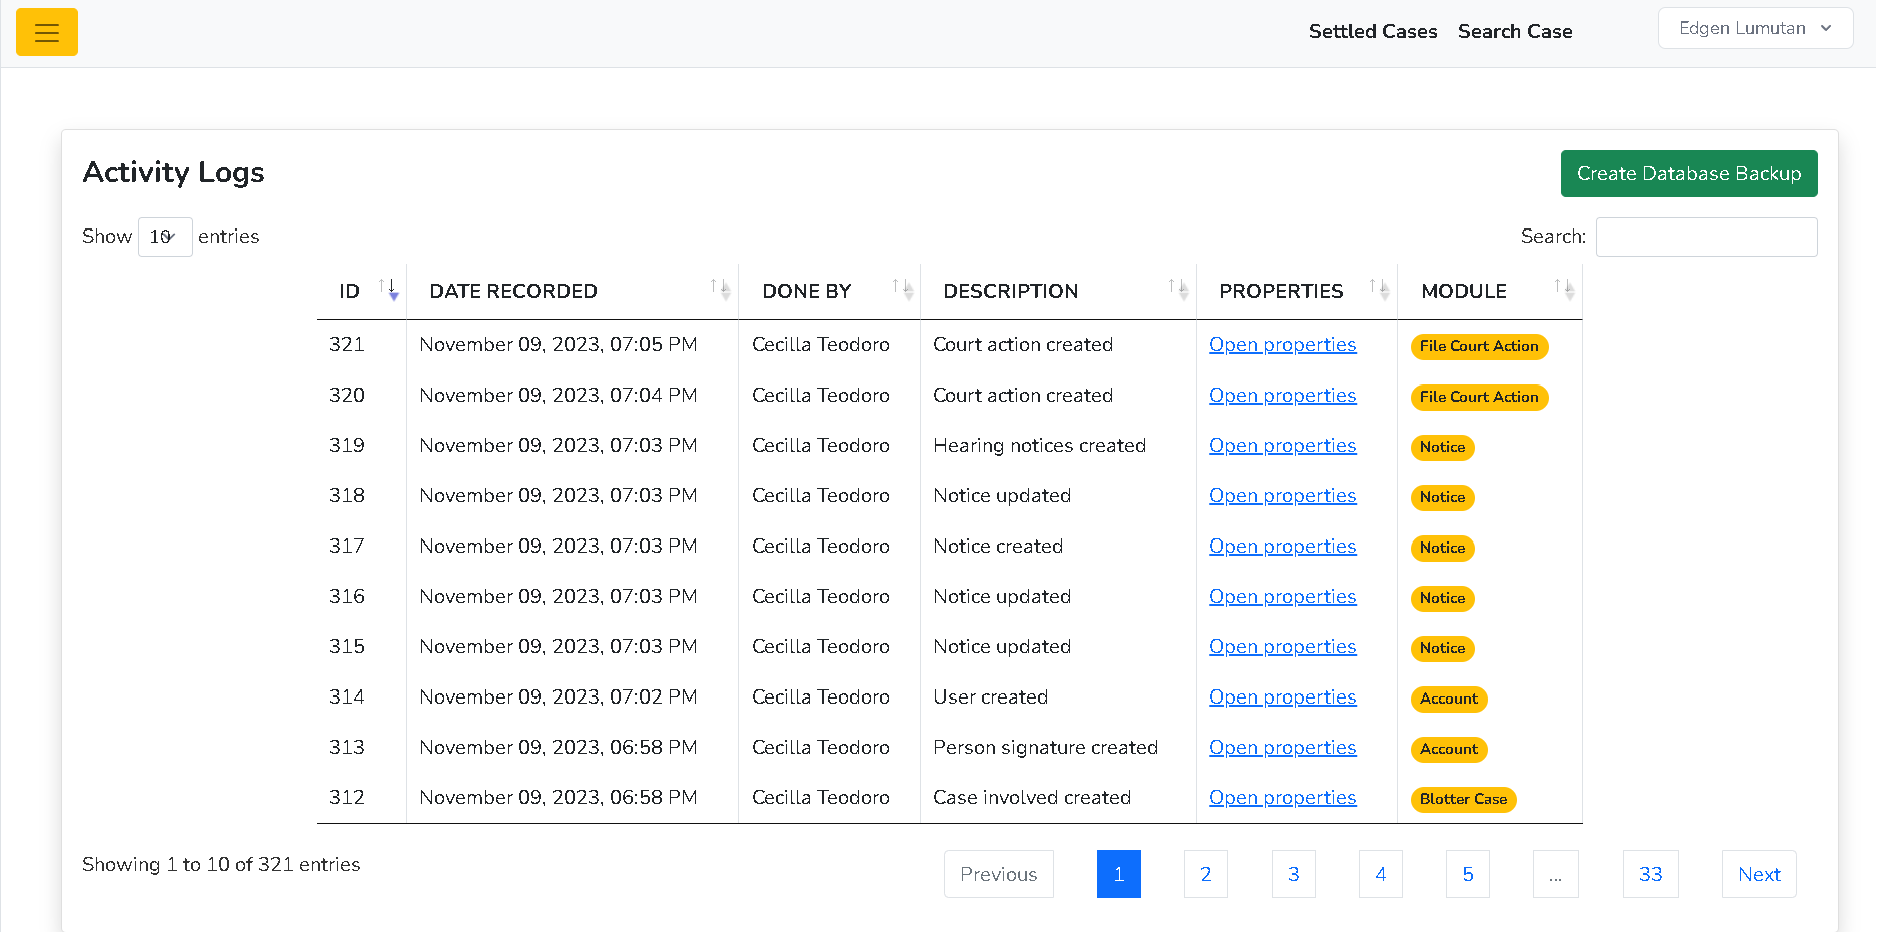 Settled Cases Search Case Edgen Lumutan
Activity Logs Create Database Backup
Show 10 entries Search:
ID DATE RECORDED DONE BY DESCRIPTION PROPERTIES MODULE
321 November 09, 2023, 07:05 PM Cecilla Teodoro Court action created Open properties File Court Action
320 November 09, 2023, 07:04 PM Cecilla Teodoro Court action created Open properties File Court Action
319 November 09, 2023, 07:03 PM Cecilla Teodoro Hearing notices created Open properties Notice
318 November 09, 2023, 07:03 PM Cecilla Teodoro Notice updated Open properties Notice
317 November 09, 2023, 07:03 PM Cecilla Teodoro Notice created Open properties Notice
316 November 09, 2023, 07:03 PM Cecilla Teodoro Notice updated Open properties Notice
315 November 09, 2023, 07:03 PM Cecilla Teodoro Notice updated Open properties Notice
314 November 09, 2023, 07:02 PM Cecilla Teodoro User created Open properties Account
313 November 09, 2023, 06:58 PM Cecilla Teodoro Person signature created Open properties Account
312 November 09, 2023, 06:58 PM Cecilla Teodoro Case involved created Open properties Blotter Case
Showing 1 to 10 of 321 entries Previous 1 2 3 4 5 ... 33 Next